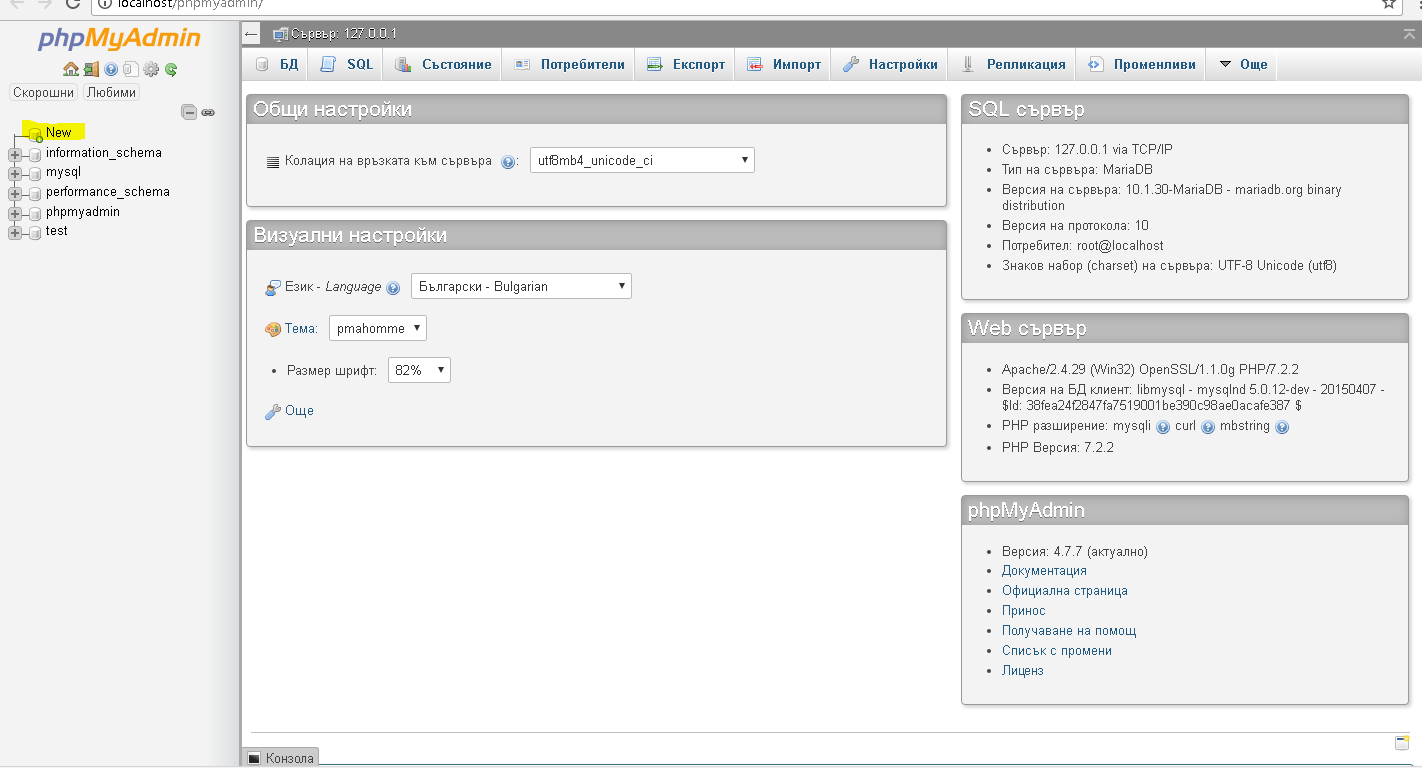 localhost/phpmyadmin/
phpMyAdmin
Скорошни Любими
New
information_schema
mysql
performance_schema
phpmyadmin
test
Сървър: 127.0.0.1
БД SQL Състояние Потребители Експорт Импорт Настройки Репликация Променливи Още
Общи настройки
Колация на връзката към сървъра : utf8mb4_unicode_ci
Визуални настройки
Език - Language Български - Bulgarian
Тема: pmahomme
Размер шрифт: 82%
Още
SQL сървър
Сървър: 127.0.0.1 via TCP/IP
Тип на сървъра: MariaDB
Версия на сървъра: 10.1.30-MariaDB - mariadb.org binary
distribution
Версия на протокола: 10
Потребител: root@localhost
Знаков набор (charset) на сървъра: UTF-8 Unicode (utf8)
Web сървър
Apache/2.4.29 (Win32) OpenSSL/1.1.0g PHP/7.2.2
Версия на БД клиент: libmysql - mysqlnd 5.0.12-dev - 20150407 -
$Id: 38fea24f2847fa7519001be390c98ae0acafe387 $
PHP разширение: mysqli curl mbstring
PHP Версия: 7.2.2
phpMyAdmin
Версия: 4.7.7 (актуално)
Документация
Официална страница
Принос
Получаване на помощ
Списък с промени
Лиценз
Конзола